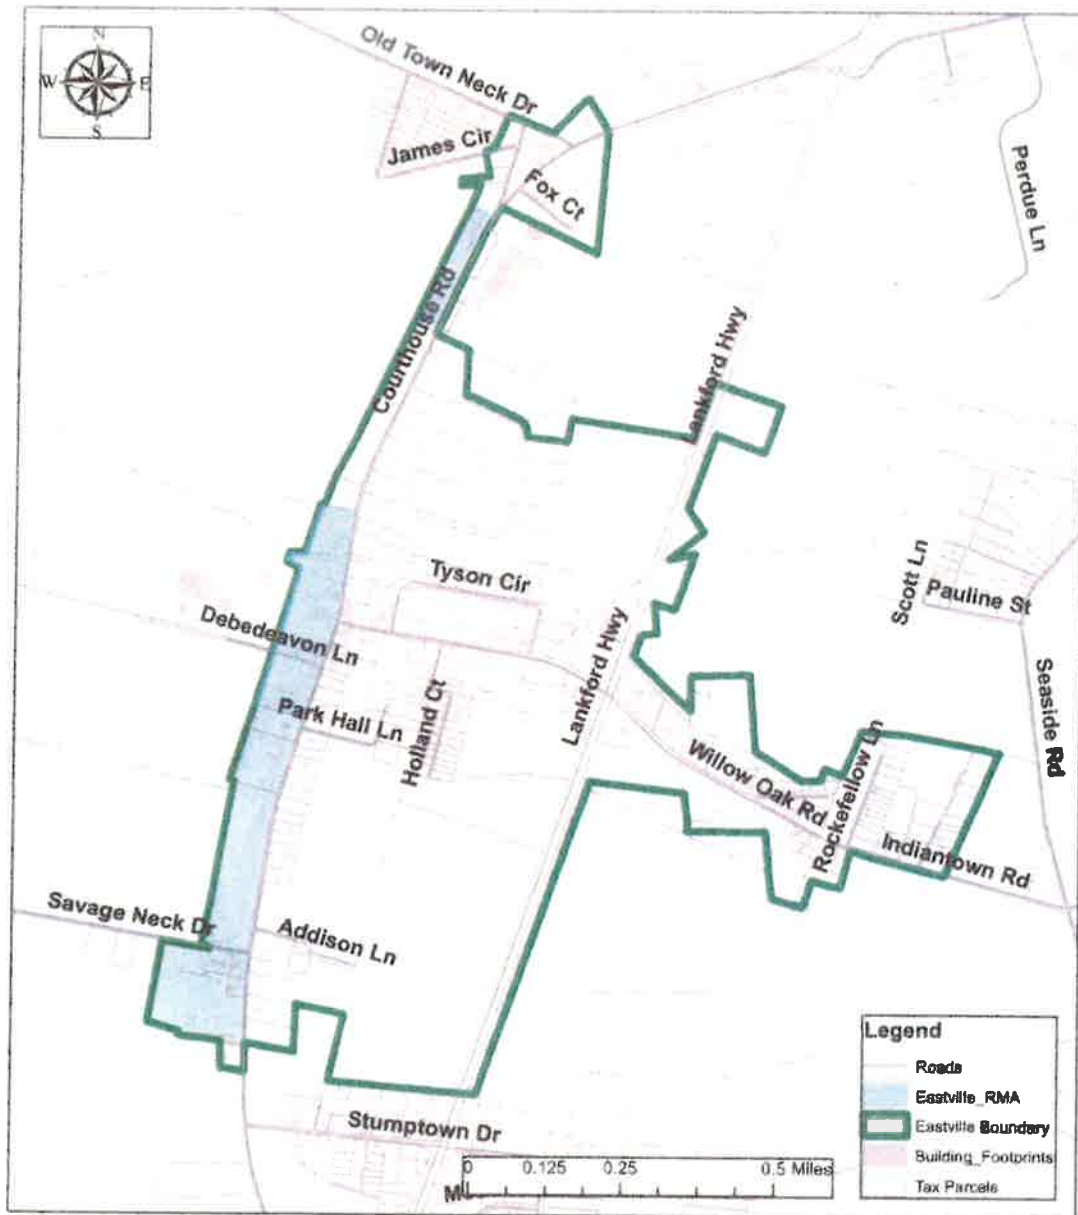 N
W E
S
Old Town Neck Dr
James Cir
Fox Ct
Perdue Ln
Courthouse Rd
Lankford Hwy
Tyson Cir
Scott Ln
Pauline St
Debedeavon Ln
Lankford Hwy
Seaside Rd
Park Hall Ln
Holland Ct
Willow Oak Rd
Rockefellow Ln
Indiantown Rd
Savage Neck Dr
Addison Ln
Stumptown Dr
Legend
Roads
Eastville_RMA
Eastville Boundary
Building_Footprints
Tax Parcels
0 0.125 0.25 0.5 Miles